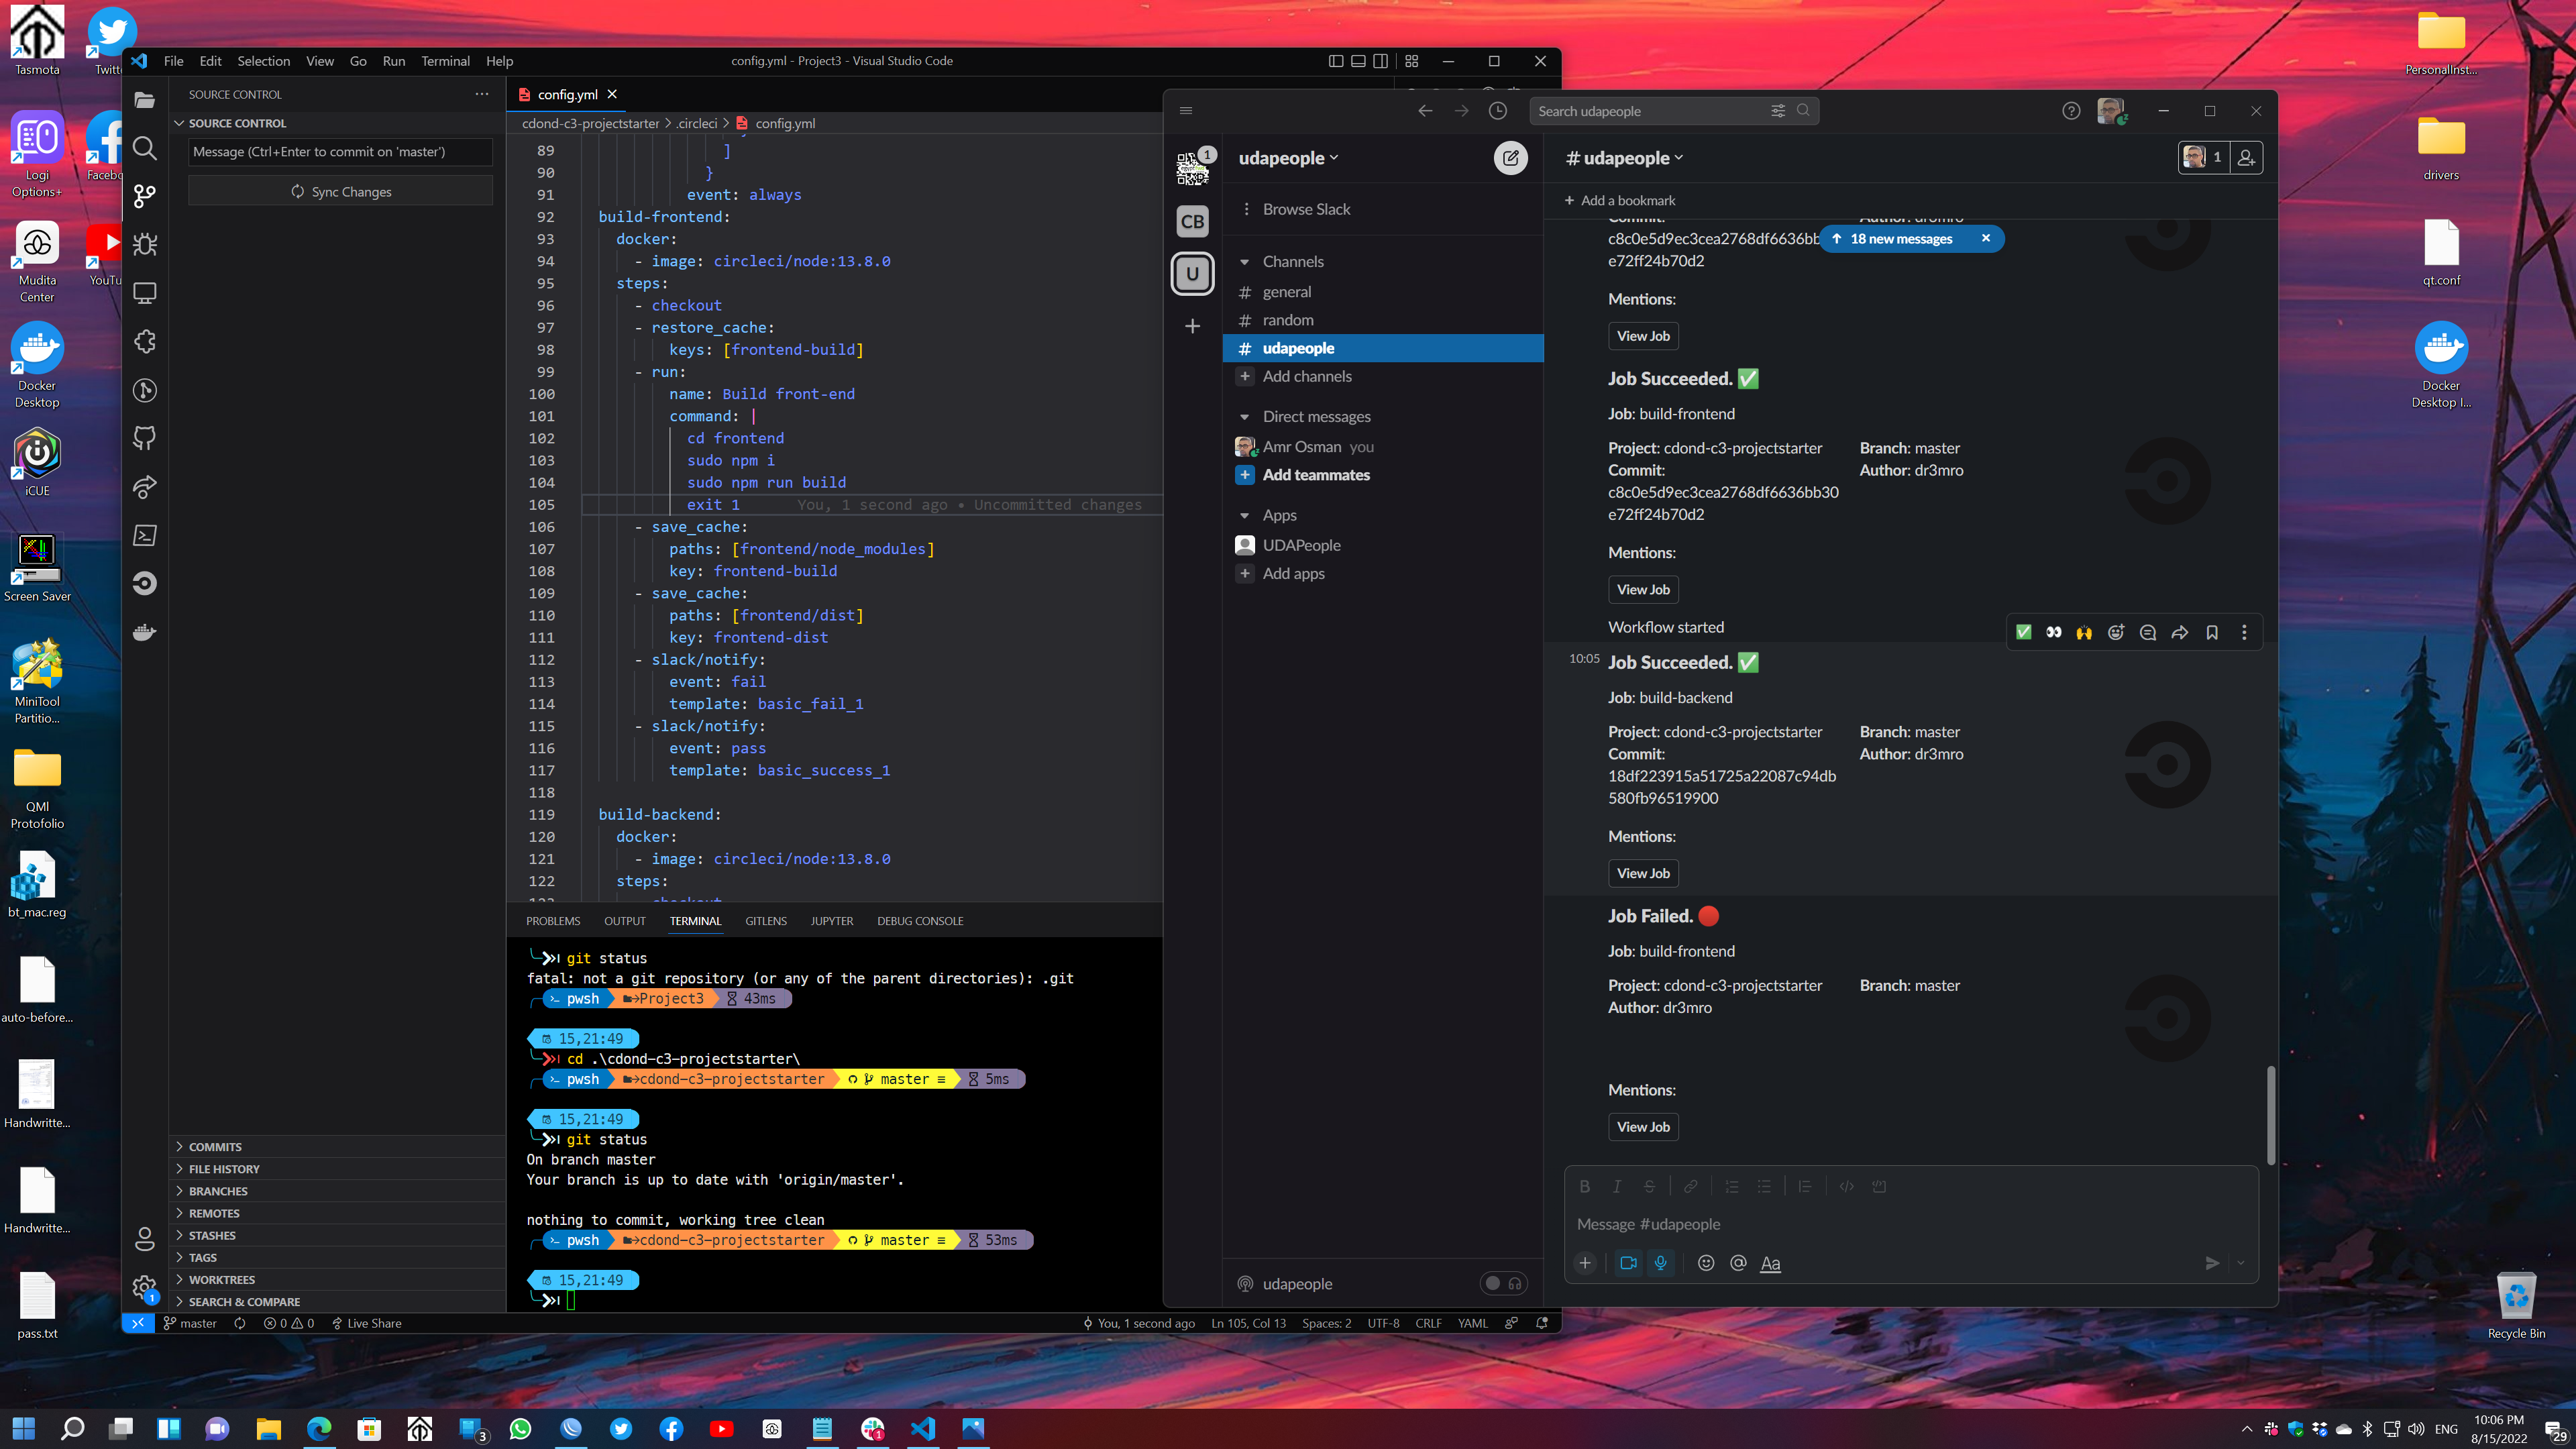 Tasmota
Twitt
Logi
Options+
Facebo
Mudita
Center
YouTu
Docker
Desktop
iCUE
Screen Saver
MiniTool
Partitio...
QMl
Protofolio
bt_mac.reg
auto-before...
Handwritte...
Handwritte...
pass.txt
File Edit Selection View Go Run Terminal Help
config.yml - Project3 - Visual Studio Code
SOURCE CONTROL
SOURCE CONTROL
Message (Ctrl+Enter to commit on 'master')
Sync Changes
COMMITS
FILE HISTORY
BRANCHES
REMOTES
STASHES
TAGS
WORKTREES
SEARCH & COMPARE
1
config.yml
cdond-c3-projectstarter > .circleci > config.yml
89 ]
90 }
91 event: always
92 build-frontend:
93 docker:
94 - image: circleci/node:13.8.0
95 steps:
96 - checkout
97 - restore_cache:
98 keys: [frontend-build]
99 - run:
100 name: Build front-end
101 command: |
102 cd frontend
103 sudo npm i
104 sudo npm run build
105 exit 1 You, 1 second ago • Uncommitted changes
106 - save_cache:
107 paths: [frontend/node_modules]
108 key: frontend-build
109 - save_cache:
110 paths: [frontend/dist]
111 key: frontend-dist
112 - slack/notify:
113 event: fail
114 template: basic_fail_1
115 - slack/notify:
116 event: pass
117 template: basic_success_1
118
119 build-backend:
120 docker:
121 - image: circleci/node:13.8.0
122 steps:
PROBLEMS OUTPUT TERMINAL GITLENS JUPYTER DEBUG CONSOLE
git status
fatal: not a git repository (or any of the parent directories): .git
pwsh Project3 43ms
15,21:49
cd .\cdond-c3-projectstarter\
pwsh cdond-c3-projectstarter master ≡ 5ms
15,21:49
git status
On branch master
Your branch is up to date with 'origin/master'.
nothing to commit, working tree clean
pwsh cdond-c3-projectstarter master ≡ 53ms
15,21:49
master 0 0 Live Share
You, 1 second ago Ln 105, Col 13 Spaces: 2 UTF-8 CRLF YAML
Search udapeople
1
CB
U
udapeople
Browse Slack
Channels
# general
# random
# udapeople
+ Add channels
Direct messages
Amr Osman you
+ Add teammates
Apps
UDAPeople
+ Add apps
udapeople
# udapeople
1
+ Add a bookmark
Commit: Author: dr3mro
c8c0e5d9ec3cea2768df6636bb
e72ff24b70d2
18 new messages
Mentions:
View Job
Job Succeeded. ✅
Job: build-frontend
Project: cdond-c3-projectstarter Branch: master
Commit: Author: dr3mro
c8c0e5d9ec3cea2768df6636bb30
e72ff24b70d2
Mentions:
View Job
Workflow started
10:05 Job Succeeded. ✅
Job: build-backend
Project: cdond-c3-projectstarter Branch: master
Commit: Author: dr3mro
18df223915a51725a22087c94db
580fb96519900
Mentions:
View Job
Job Failed. 🔴
Job: build-frontend
Project: cdond-c3-projectstarter Branch: master
Author: dr3mro
Mentions:
View Job
B I S
Message #udapeople
@ Aa
PersonalInst...
drivers
qt.conf
Docker
Desktop I...
Recycle Bin
3
1
ENG
10:06 PM
8/15/2022
29